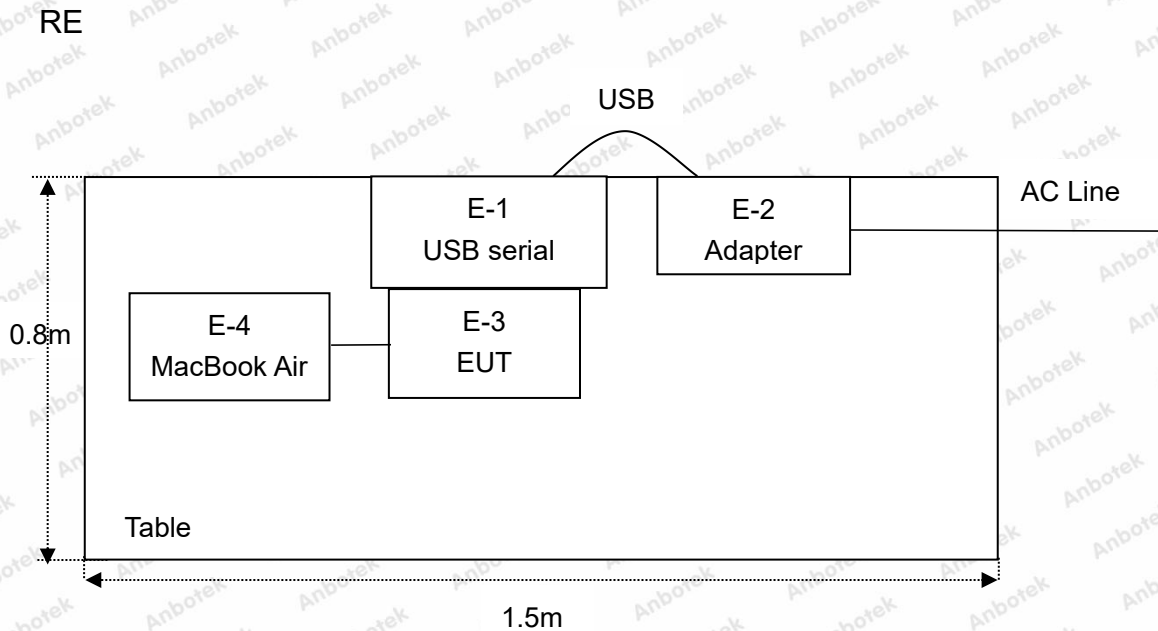 RE
USB
AC Line
E-1
USB serial
E-2
Adapter
E-4
MacBook Air
E-3
EUT
0.8m
Table
1.5m
Anbotek